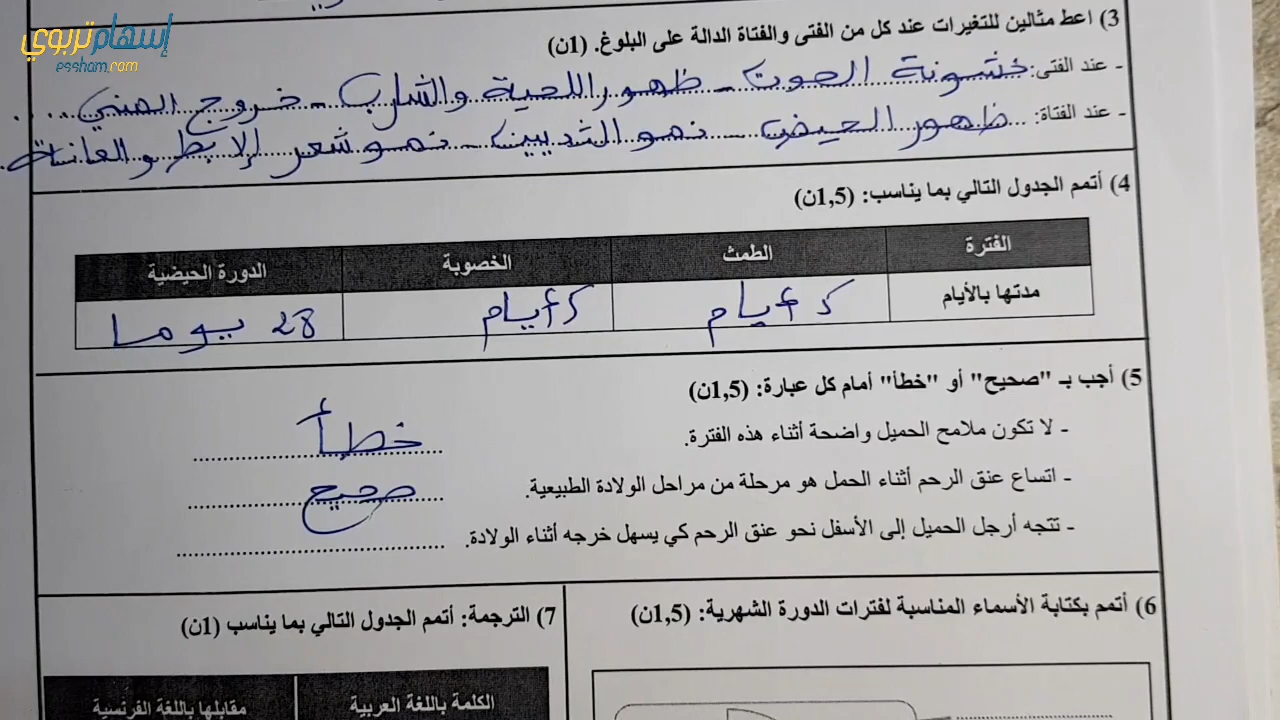 إسهام تربوي
essham.com
3) اعط مثالين للتغيرات عند كل من الفتى والفتاة الدالة على البلوغ. (1ن)
- عند الفتى: خشونة الصوت - ظهور اللحية والشارب - خروج المني....
- عند الفتاة: ظهور الحيض - نمو الثديين - نمو شعر الإبط والعانة.
4) أتمم الجدول التالي بما يناسب: (1,5ن)
الفترة الطمث الخصوبة الدورة الحيضية
مدتها بالأيام 5 أيام 5 أيام 28 يوما
5) أجب بـ "صحيح" أو "خطأ" أمام كل عبارة: (1,5ن)
- لا تكون ملامح الحميل واضحة أثناء هذه الفترة. خطأ
- اتساع عنق الرحم أثناء الحمل هو مرحلة من مراحل الولادة الطبيعية. صحيح
- تتجه أرجل الحميل إلى الأسفل نحو عنق الرحم كي يسهل خرجه أثناء الولادة.
6) أتمم بكتابة الأسماء المناسبة لفترات الدورة الشهرية: (1,5ن)
7) الترجمة: أتمم الجدول التالي بما يناسب (1ن)
الكلمة باللغة العربية مقابلها باللغة الفرنسية